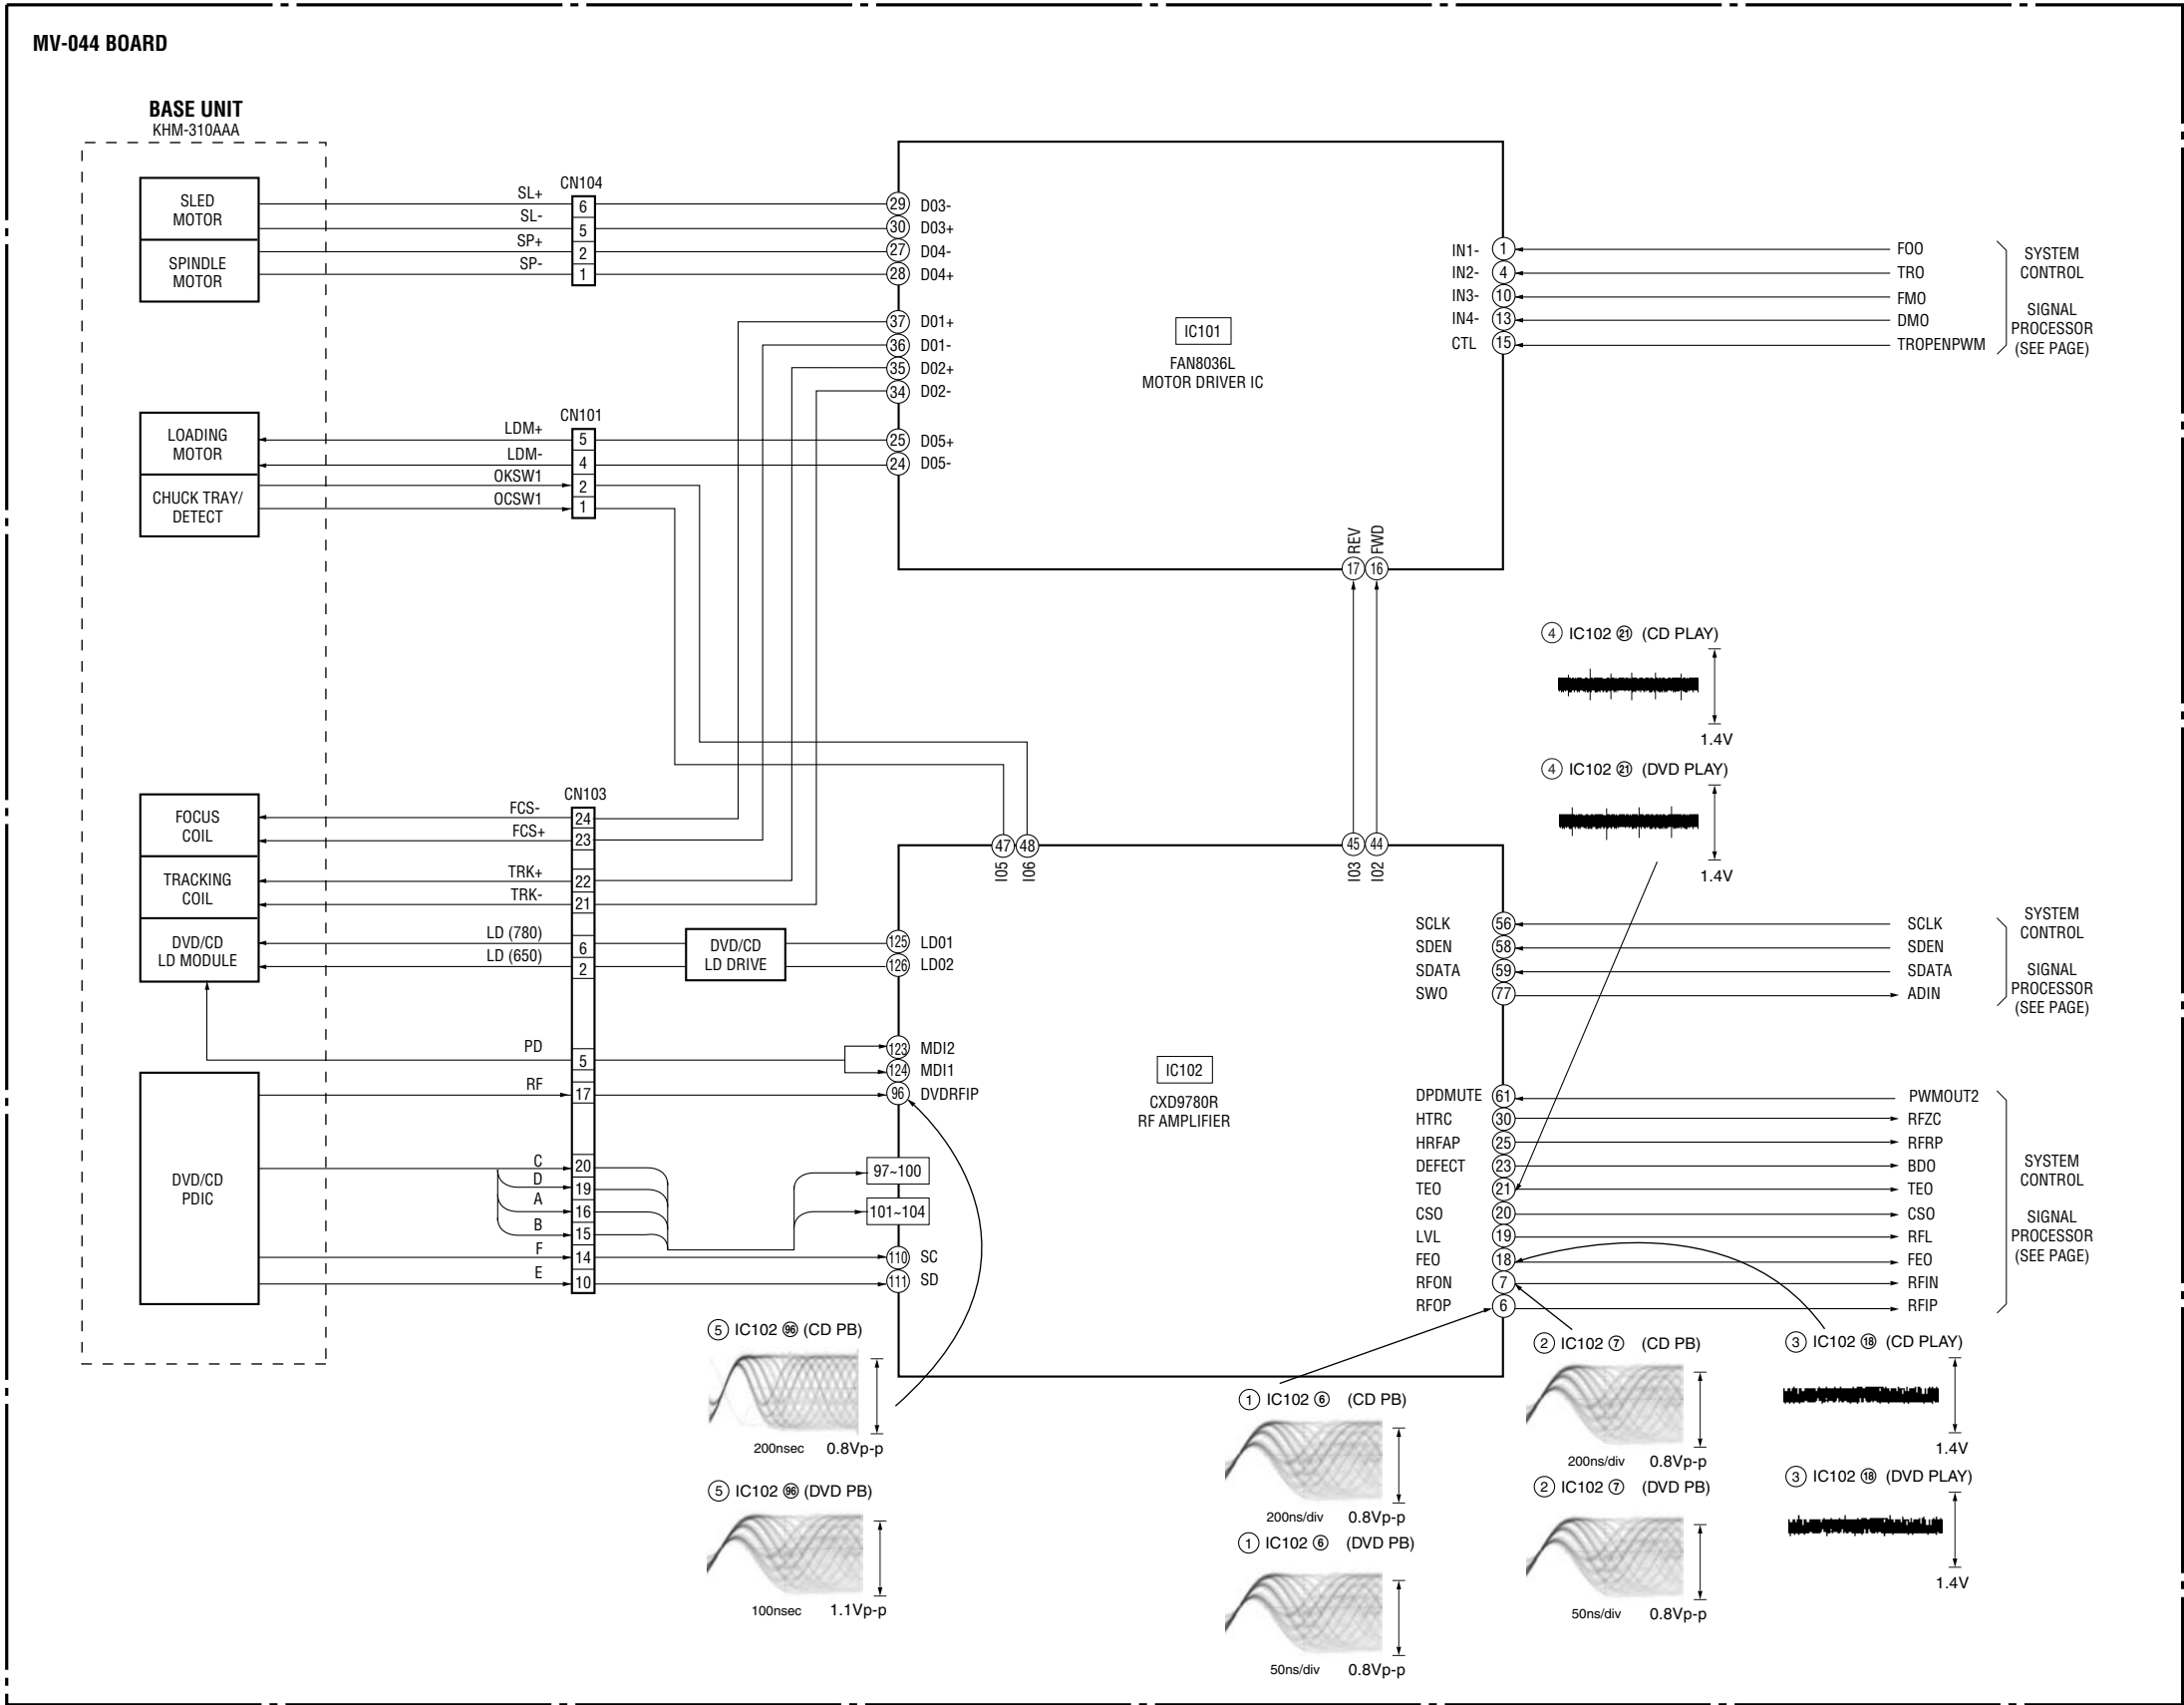 MV-044 BOARD
BASE UNIT
KHM-310AAA
SLED
MOTOR
SPINDLE
MOTOR
SL+
SL-
SP+
SP-
CN104
6
5
2
1
29 D03-
30 D03+
27 D04-
28 D04+
37 D01+
36 D01-
35 D02+
34 D02-
25 D05+
24 D05-
IC101
FAN8036L
MOTOR DRIVER IC
IN1- 1 FOO
IN2- 4 TRO
IN3- 10 FMO
IN4- 13 DMO
CTL 15 TROPENPWM
SYSTEM
CONTROL
SIGNAL
PROCESSOR
(SEE PAGE)
REV FWD
17 16
LOADING
MOTOR
CHUCK TRAY/
DETECT
LDM+
LDM-
OKSW1
OCSW1
CN101
5
4
2
1
4 IC102 21 (CD PLAY)
1.4V
4 IC102 21 (DVD PLAY)
1.4V
FOCUS
COIL
TRACKING
COIL
DVD/CD
LD MODULE
FCS-
FCS+
TRK+
TRK-
LD (780)
LD (650)
PD
RF
CN103
24
23
22
21
6
2
5
17
20
19
16
15
14
10
DVD/CD
LD DRIVE
DVD/CD
PDIC
C
D
A
B
F
E
47 48
I05 I06
45 44
I03 I02
125 LD01
126 LD02
123 MDI2
124 MDI1
96 DVDRFIP
97~100
101~104
110 SC
111 SD
IC102
CXD9780R
RF AMPLIFIER
SCLK 56 SCLK
SDEN 58 SDEN
SDATA 59 SDATA
SWO 77 ADIN
SYSTEM
CONTROL
SIGNAL
PROCESSOR
(SEE PAGE)
DPDMUTE 61 PWMOUT2
HTRC 30 RFZC
HRFAP 25 RFRP
DEFECT 23 BDO
TEO 21 TEO
CSO 20 CSO
LVL 19 RFL
FEO 18 FEO
RFON 7 RFIN
RFOP 6 RFIP
SYSTEM
CONTROL
SIGNAL
PROCESSOR
(SEE PAGE)
5 IC102 96 (CD PB)
200nsec 0.8Vp-p
5 IC102 96 (DVD PB)
100nsec 1.1Vp-p
1 IC102 6 (CD PB)
200ns/div 0.8Vp-p
1 IC102 6 (DVD PB)
50ns/div 0.8Vp-p
2 IC102 7 (CD PB)
200ns/div 0.8Vp-p
2 IC102 7 (DVD PB)
50ns/div 0.8Vp-p
3 IC102 18 (CD PLAY)
1.4V
3 IC102 18 (DVD PLAY)
1.4V